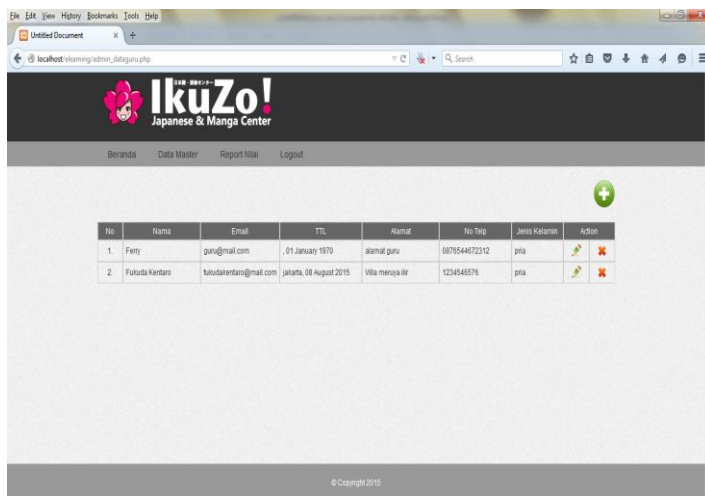 File Edit View History Bookmarks Tools Help
Untitled Document
localhost/elearning/admin_dataguru.php
Search
IkuZo!
Japanese & Manga Center
Beranda Data Master Report Nilai Logout
No Nama Email TTL Alamat No Telp Jenis Kelamin Action
1. Ferry guru@mail.com , 01 January 1970 alamat guru 0876544672312 pria
2. Fukuda Kentaro fukudakentaro@mail.com jakarta, 08 August 2015 Villa meruya ilir 1234546576 pria
© Copyright 2015